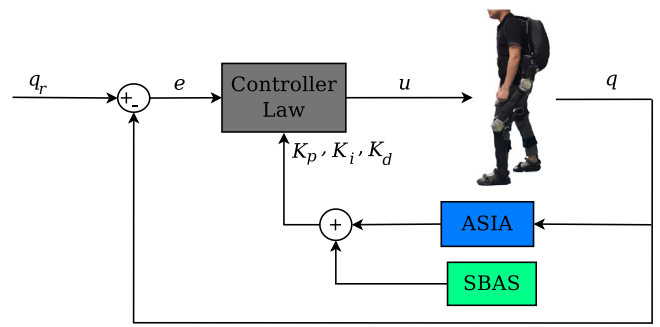 q_r
+
-
e
Controller
Law
u
q
K_p , K_i , K_d
+
ASIA
SBAS